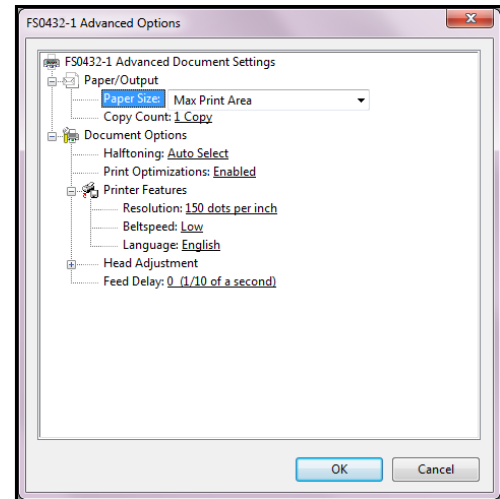 FS0432-1 Advanced Options
FS0432-1 Advanced Document Settings
Paper/Output
Paper Size: Max Print Area
Copy Count: 1 Copy
Document Options
Halftoning: Auto Select
Print Optimizations: Enabled
Printer Features
Resolution: 150 dots per inch
Beltspeed: Low
Language: English
Head Adjustment
Feed Delay: 0 (1/10 of a second)
OK Cancel